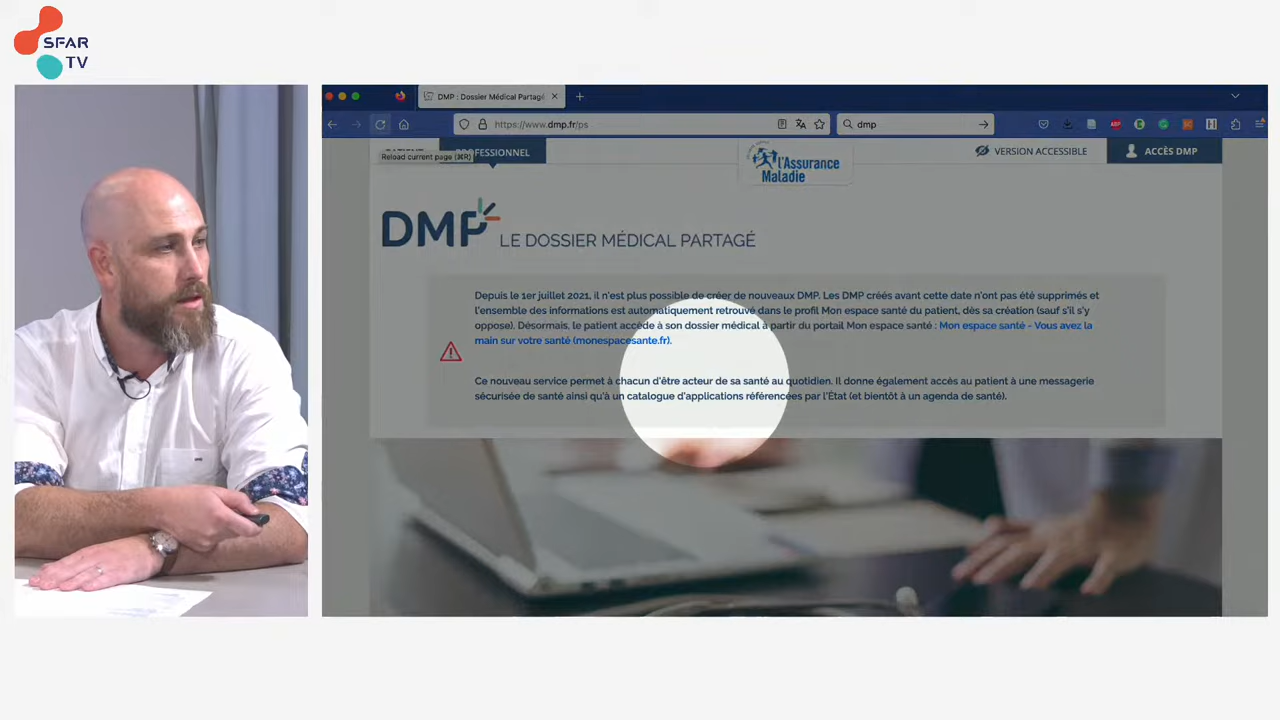 SFAR
TV
DMP : Dossier Médical Partagé
https://www.dmp.fr/ps
dmp
Reload current page (⌘R)
PROFESSIONNEL
l'Assurance
Maladie
VERSION ACCESSIBLE
ACCÈS DMP
DMP LE DOSSIER MÉDICAL PARTAGÉ
Depuis le 1er juillet 2021, il n'est plus possible de créer de nouveaux DMP. Les DMP créés avant cette date n'ont pas été supprimés et
l'ensemble des informations est automatiquement retrouvé dans le profil Mon espace santé du patient, dès sa création (sauf s'il s'y
oppose). Désormais, le patient accède à son dossier médical à partir du portail Mon espace santé : Mon espace santé - Vous avez la
main sur votre santé (monespacesante.fr).
Ce nouveau service permet à chacun d'être acteur de sa santé au quotidien. Il donne également accès au patient à une messagerie
sécurisée de santé ainsi qu'à un catalogue d'applications référencées par l'État (et bientôt à un agenda de santé).